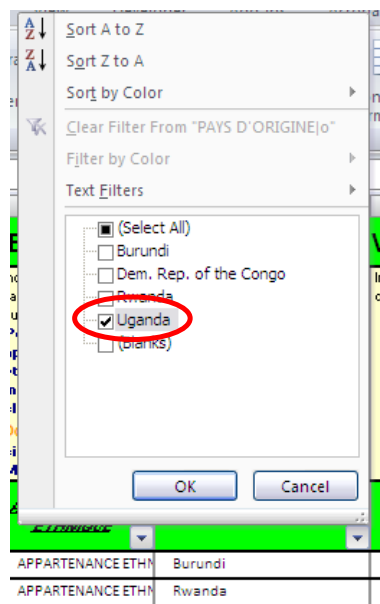 Sort A to Z
Sort Z to A
Sort by Color
Clear Filter From "PAYS D'ORIGINE|o"
Filter by Color
Text Filters
(Select All)
Burundi
Dem. Rep. of the Congo
Rwanda
Uganda
(Blanks)
OK Cancel
ETHNIQUE
APPARTENANCE ETHN Burundi
APPARTENANCE ETHN Rwanda